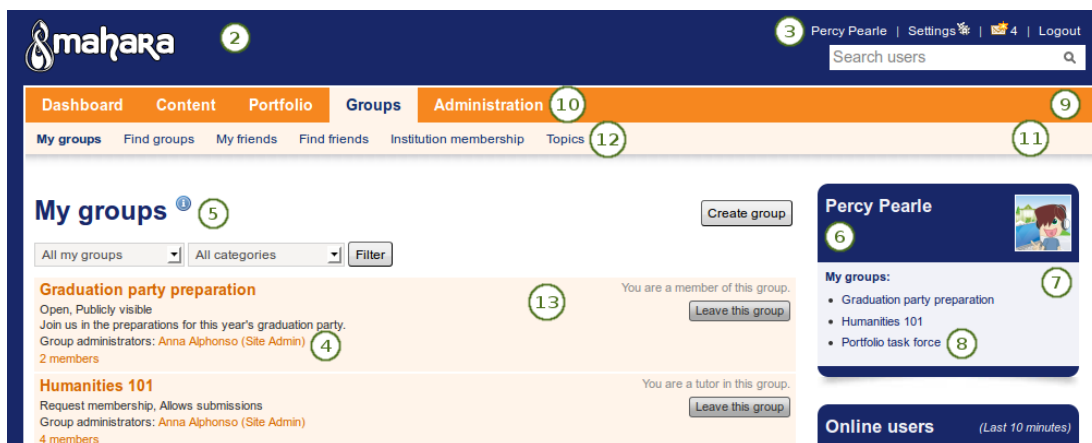 mahara
2
3
Percy Pearle | Settings | 4 | Logout
Search users
Dashboard Content Portfolio Groups Administration 10 9
My groups Find groups My friends Find friends Institution membership Topics 12 11
My groups 5
Create group
All my groups All categories Filter
Graduation party preparation
Open, Publicly visible
Join us in the preparations for this year's graduation party.
Group administrators: Anna Alphonso (Site Admin) 4
2 members
13
You are a member of this group.
Leave this group
Humanities 101
Request membership, Allows submissions
Group administrators: Anna Alphonso (Site Admin)
4 members
You are a tutor in this group.
Leave this group
Percy Pearle
6
My groups: 7
• Graduation party preparation
• Humanities 101
• Portfolio task force 8
Online users (Last 10 minutes)